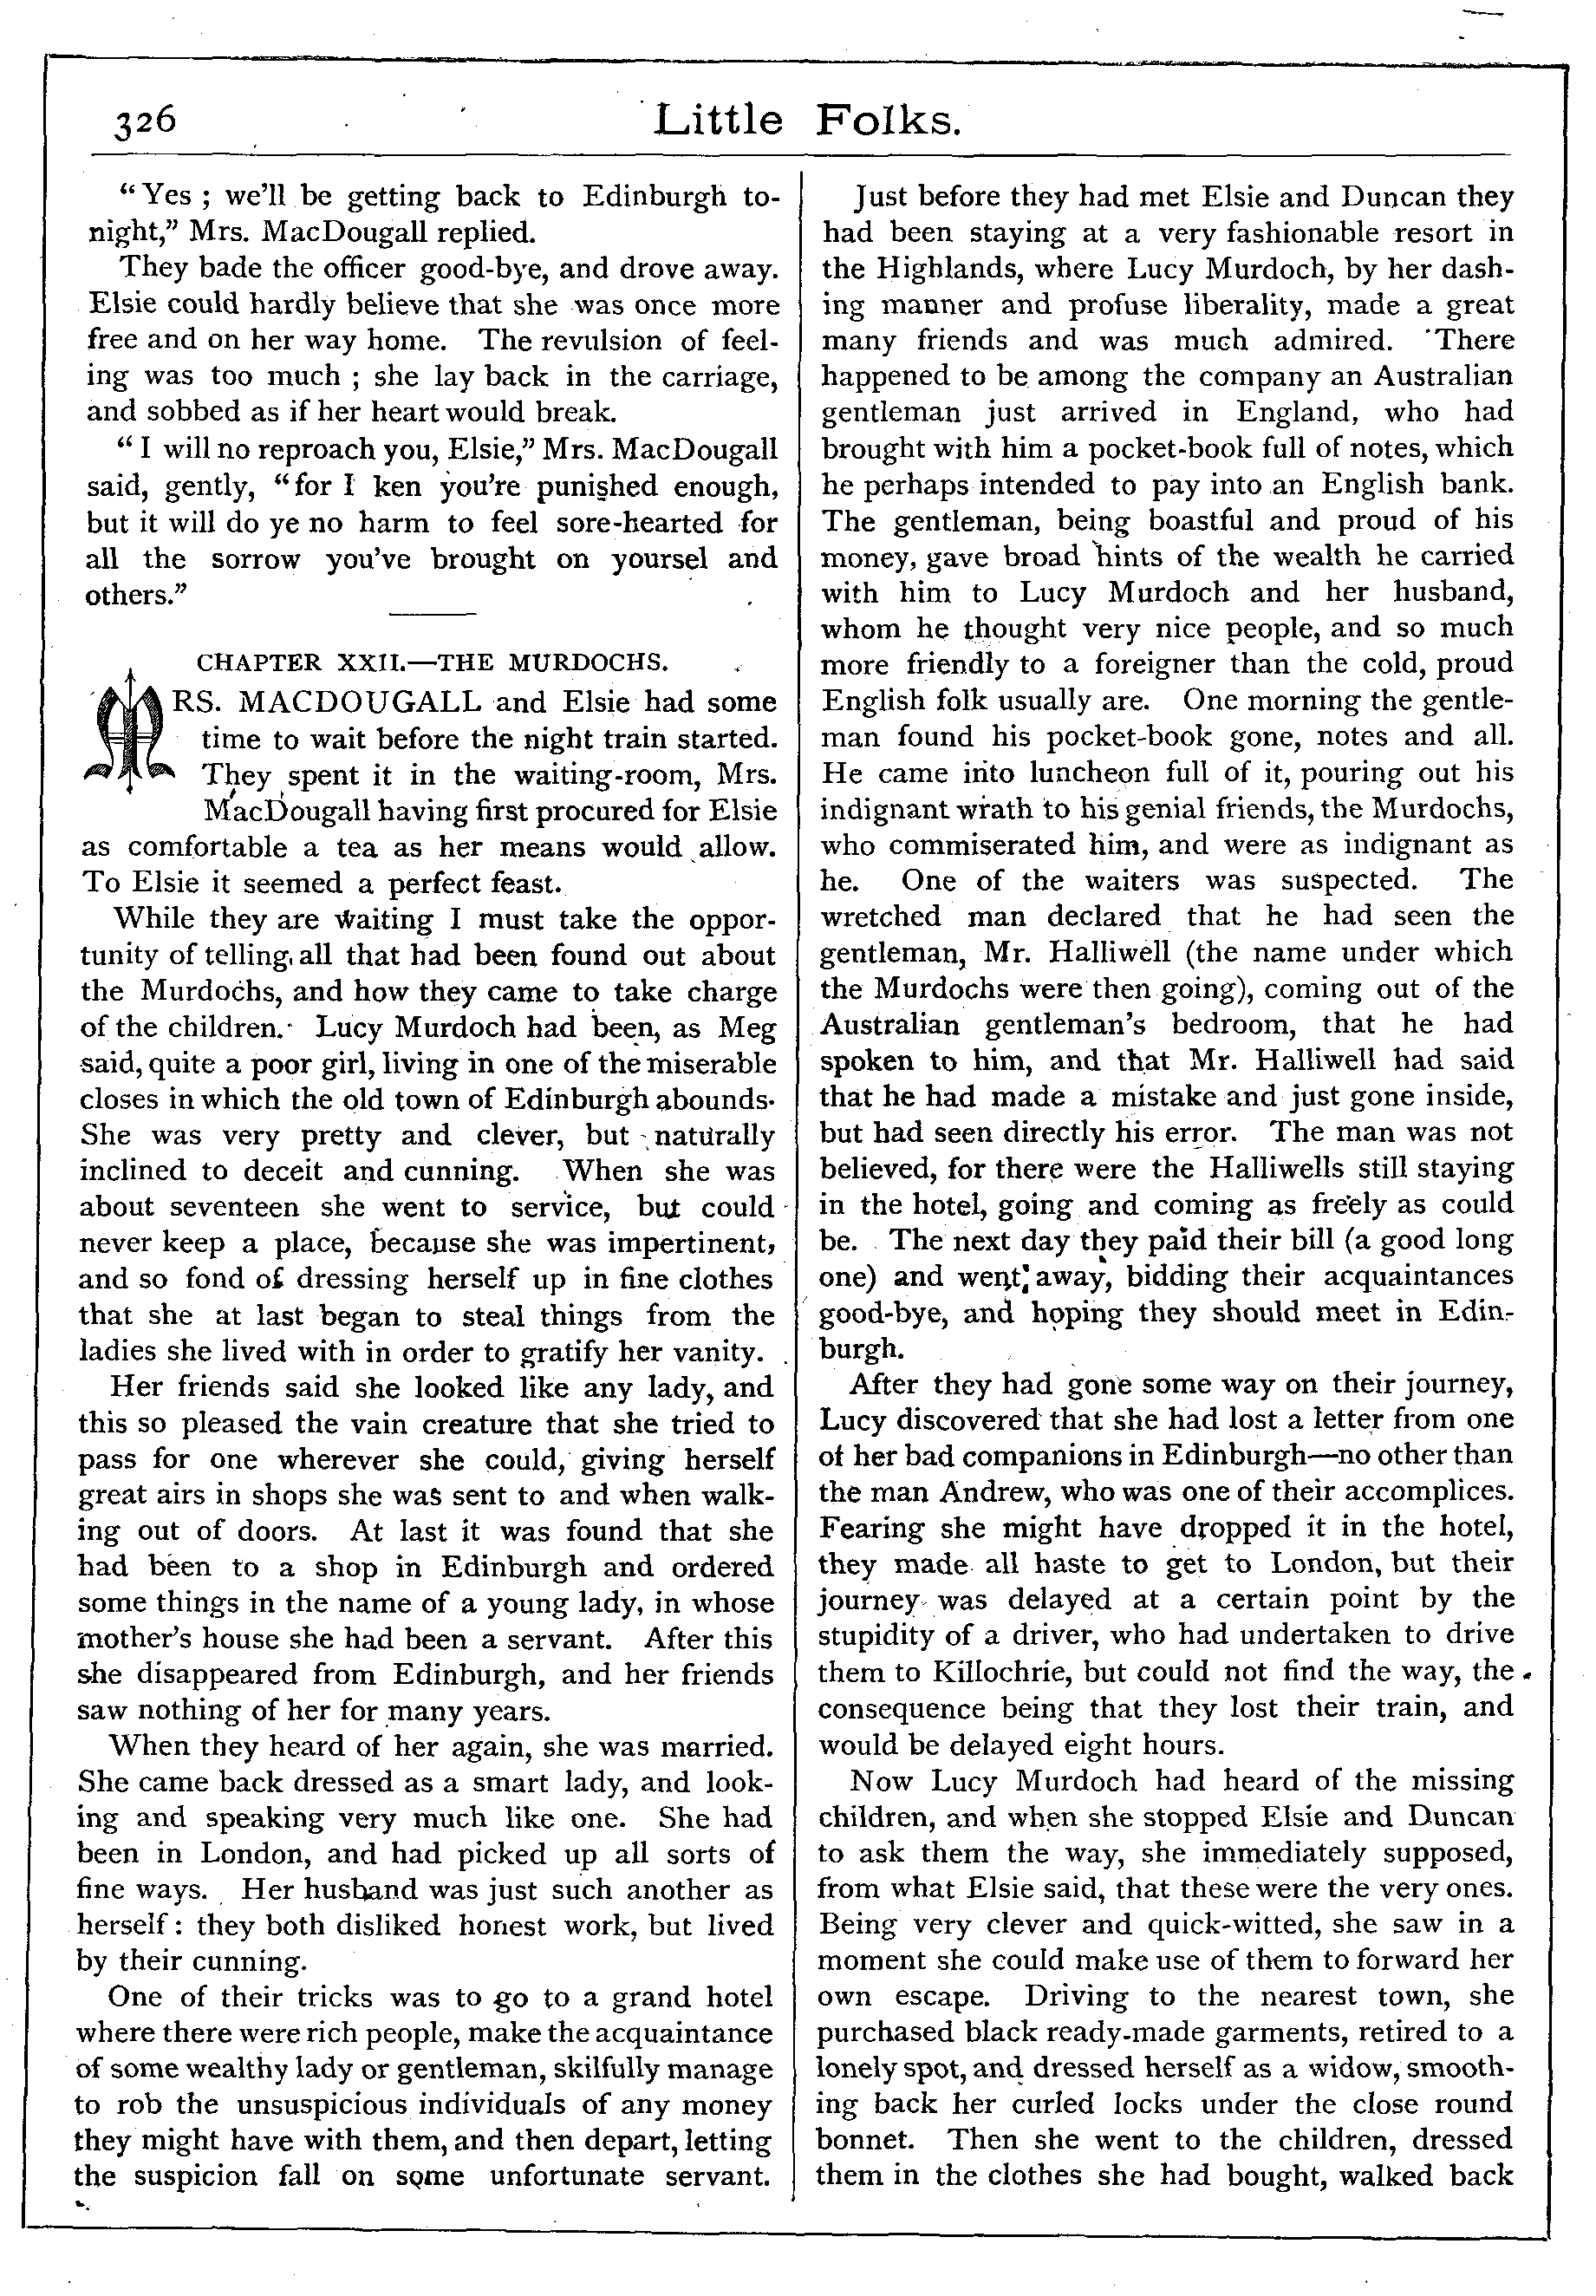 326
Little Folks.
“Yes ; we’ll be getting back to Edinburgh to-
night,” Mrs. MacDougall replied.
They bade the officer good-bye, and drove away.
Elsie could hardly believe that she was once more
free and on her way home. The revulsion of feel-
ing was too much ; she lay back in the carriage,
and sobbed as if her heart would break.
“I will no reproach you, Elsie,” Mrs. MacDougall
said, gently, “for I ken you’re punished enough,
but it will do ye no harm to feel sore-hearted for
all the sorrow you’ve brought on yoursel and
others.”
CHAPTER XXII.—THE MURDOCHS.
MRS. MACDOUGALL and Elsie had some
time to wait before the night train started.
They spent it in the waiting-room, Mrs.
MacDougall having first procured for Elsie
as comfortable a tea as her means would allow.
To Elsie it seemed a perfect feast.
While they are waiting I must take the oppor-
tunity of telling all that had been found out about
the Murdochs, and how they came to take charge
of the children. Lucy Murdoch had been, as Meg
said, quite a poor girl, living in one of the miserable
closes in which the old town of Edinburgh abounds.
She was very pretty and clever, but naturally
inclined to deceit and cunning. When she was
about seventeen she went to service, but could
never keep a place, because she was impertinent,
and so fond of dressing herself up in fine clothes
that she at last began to steal things from the
ladies she lived with in order to gratify her vanity.
Her friends said she looked like any lady, and
this so pleased the vain creature that she tried to
pass for one wherever she could, giving herself
great airs in shops she was sent to and when walk-
ing out of doors. At last it was found that she
had been to a shop in Edinburgh and ordered
some things in the name of a young lady, in whose
mother’s house she had been a servant. After this
she disappeared from Edinburgh, and her friends
saw nothing of her for many years.
When they heard of her again, she was married.
She came back dressed as a smart lady, and look-
ing and speaking very much like one. She had
been in London, and had picked up all sorts of
fine ways. Her husband was just such another as
herself : they both disliked honest work, but lived
by their cunning.
One of their tricks was to go to a grand hotel
where there were rich people, make the acquaintance
of some wealthy lady or gentleman, skilfully manage
to rob the unsuspicious individuals of any money
they might have with them, and then depart, letting
the suspicion fall on some unfortunate servant.
Just before they had met Elsie and Duncan they
had been staying at a very fashionable resort in
the Highlands, where Lucy Murdoch, by her dash-
ing manner and profuse liberality, made a great
many friends and was much admired. There
happened to be among the company an Australian
gentleman just arrived in England, who had
brought with him a pocket-book full of notes, which
he perhaps intended to pay into an English bank.
The gentleman, being boastful and proud of his
money, gave broad hints of the wealth he carried
with him to Lucy Murdoch and her husband,
whom he thought very nice people, and so much
more friendly to a foreigner than the cold, proud
English folk usually are. One morning the gentle-
man found his pocket-book gone, notes and all.
He came into luncheon full of it, pouring out his
indignant wrath to his genial friends, the Murdochs,
who commiserated him, and were as indignant as
he. One of the waiters was suspected. The
wretched man declared that he had seen the
gentleman, Mr. Halliwell (the name under which
the Murdochs were then going), coming out of the
Australian gentleman’s bedroom, that he had
spoken to him, and that Mr. Halliwell had said
that he had made a mistake and just gone inside,
but had seen directly his error. The man was not
believed, for there were the Halliwells still staying
in the hotel, going and coming as freely as could
be. The next day they paid their bill (a good long
one) and went away, bidding their acquaintances
good-bye, and hoping they should meet in Edin-
burgh.
After they had gone some way on their journey,
Lucy discovered that she had lost a letter from one
of her bad companions in Edinburgh—no other than
the man Andrew, who was one of their accomplices.
Fearing she might have dropped it in the hotel,
they made all haste to get to London, but their
journey was delayed at a certain point by the
stupidity of a driver, who had undertaken to drive
them to Killochrie, but could not find the way, the
consequence being that they lost their train, and
would be delayed eight hours.
Now Lucy Murdoch had heard of the missing
children, and when she stopped Elsie and Duncan
to ask them the way, she immediately supposed,
from what Elsie said, that these were the very ones.
Being very clever and quick-witted, she saw in a
moment she could make use of them to forward her
own escape. Driving to the nearest town, she
purchased black ready-made garments, retired to a
lonely spot, and dressed herself as a widow, smooth-
ing back her curled locks under the close round
bonnet. Then she went to the children, dressed
them in the clothes she had bought, walked back